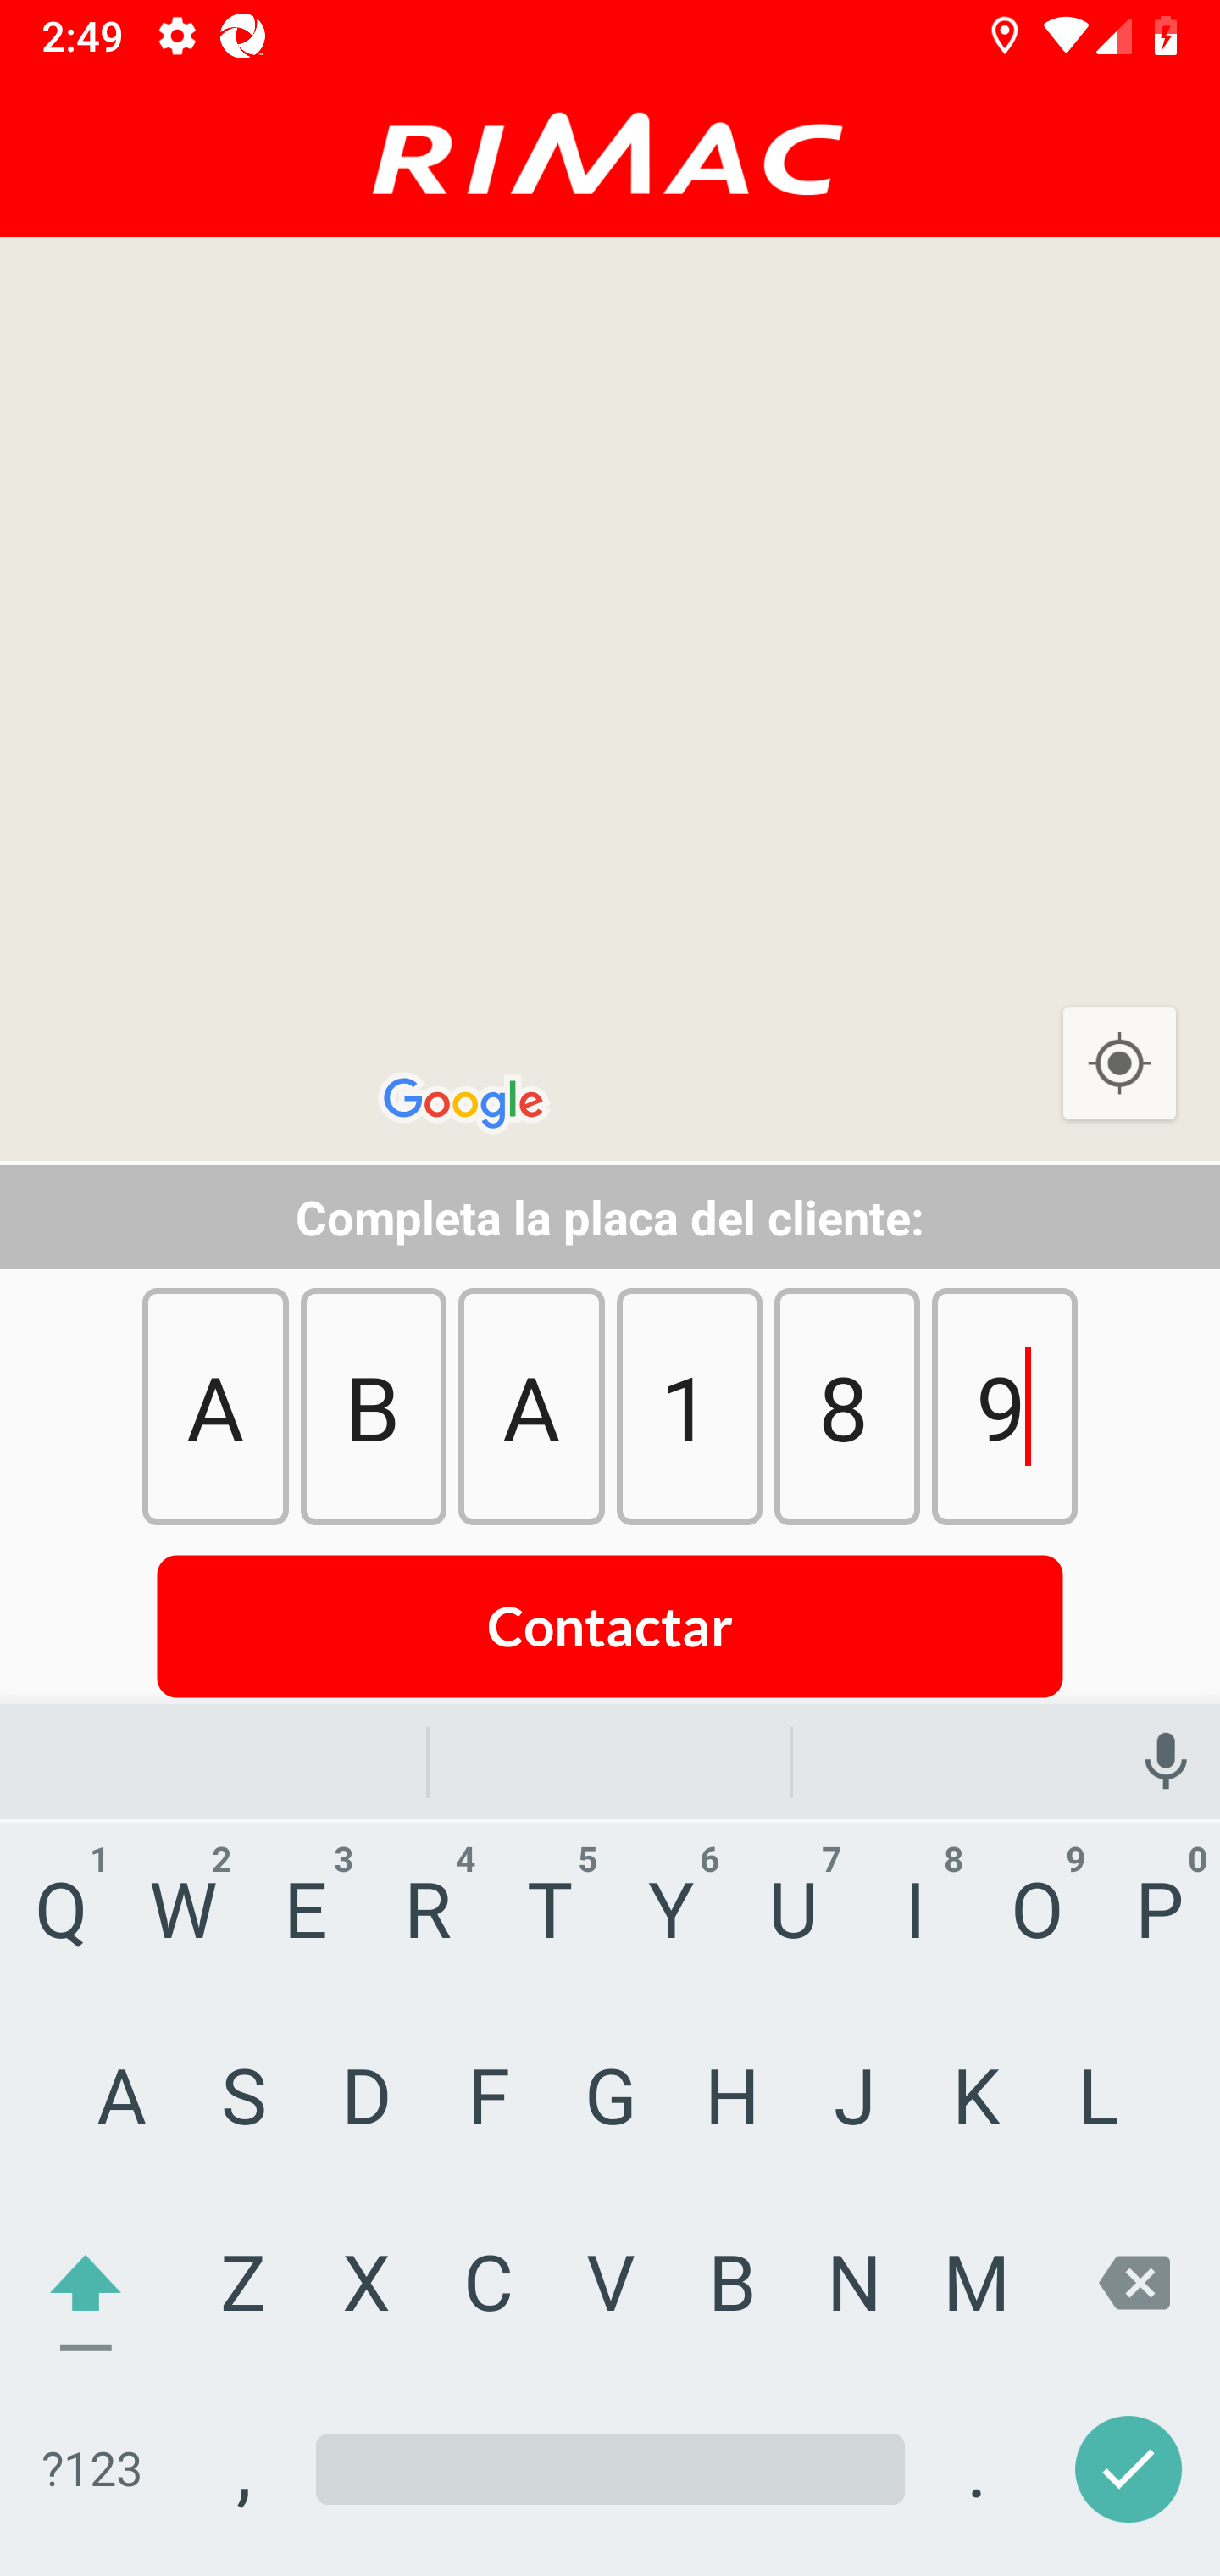 2:49
RIMAC
Google
Completa la placa del cliente:
A B A 1 8 9
Contactar
1 2 3 4 5 6 7 8 9 0
Q W E R T Y U I O P
A S D F G H J K L
Z X C V B N M
?123 , .